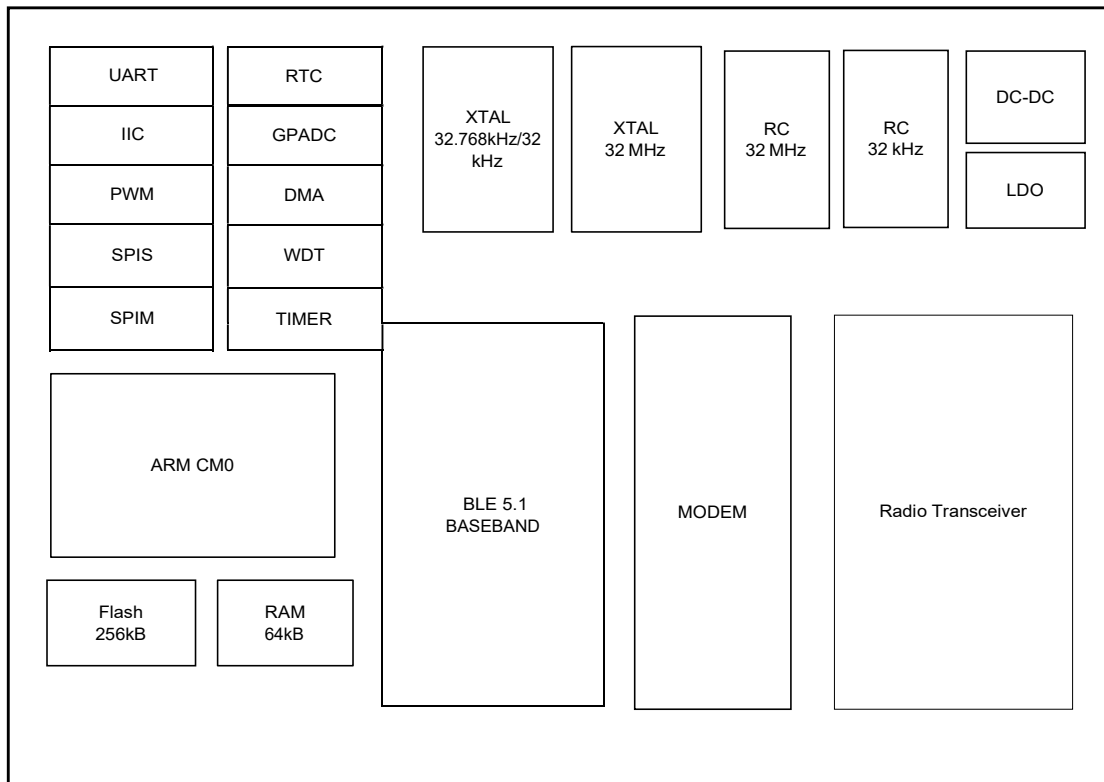 UART
IIC
PWM
SPIS
SPIM
RTC
GPADC
DMA
WDT
TIMER
XTAL
32.768kHz/32
kHz
XTAL
32 MHz
RC
32 MHz
RC
32 kHz
DC-DC
LDO
ARM CM0
Flash
256kB
RAM
64kB
BLE 5.1
BASEBAND
MODEM
Radio Transceiver